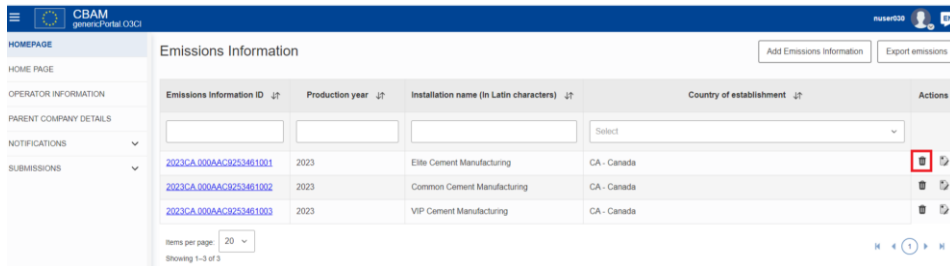 CBAM
genericPortal.O3CI
nuser030
HOMEPAGE
HOME PAGE
OPERATOR INFORMATION
PARENT COMPANY DETAILS
NOTIFICATIONS
SUBMISSIONS
Emissions Information
Add Emissions Information
Export emissions
Emissions Information ID Production year Installation name (In Latin characters) Country of establishment Actions
Select
2023CA.000AAC9253461001 2023 Elite Cement Manufacturing CA - Canada
2023CA.000AAC9253461002 2023 Common Cement Manufacturing CA - Canada
2023CA.000AAC9253461003 2023 VIP Cement Manufacturing CA - Canada
Items per page: 20
1
Showing 1–3 of 3